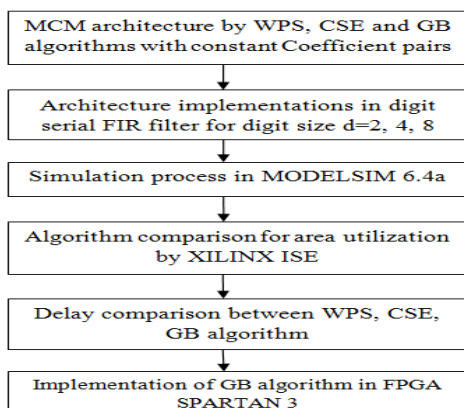 MCM architecture by WPS, CSE and GB
algorithms with constant Coefficient pairs
Architecture implementations in digit
serial FIR filter for digit size d=2, 4, 8
Simulation process in MODELSIM 6.4a
Algorithm comparison for area utilization
by XILINX ISE
Delay comparison between WPS, CSE,
GB algorithm
Implementation of GB algorithm in FPGA
SPARTAN 3